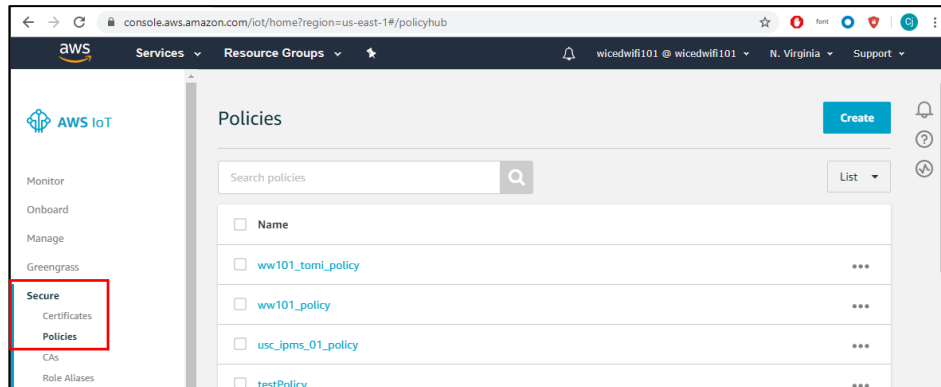 console.aws.amazon.com/iot/home?region=us-east-1#/policyhub
font
Cj
aws
Services
Resource Groups
wicedwifi101 @ wicedwifi101
N. Virginia
Support
AWS IoT
Monitor
Onboard
Manage
Greengrass
Secure
Certificates
Policies
CAs
Role Aliases
Policies
Create
Search policies
List
Name
ww101_tomi_policy
ww101_policy
usc_ipms_01_policy
testPolicy